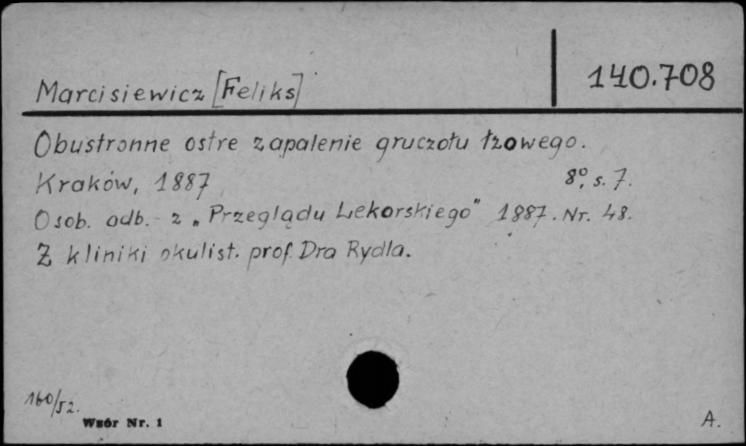 140.708
Marcisiewicz [Feliks]
Obustronne ostre zapalenie gruczołu łzowego.
Kraków, 1887 8°, s. 7.
Osob. odb. z „Przeglądu Lekarskiego" 1887. Nr. 48.
Z kliniki okulist. prof. Dra Rydla.
160/52.
Wzór Nr. 1
A.